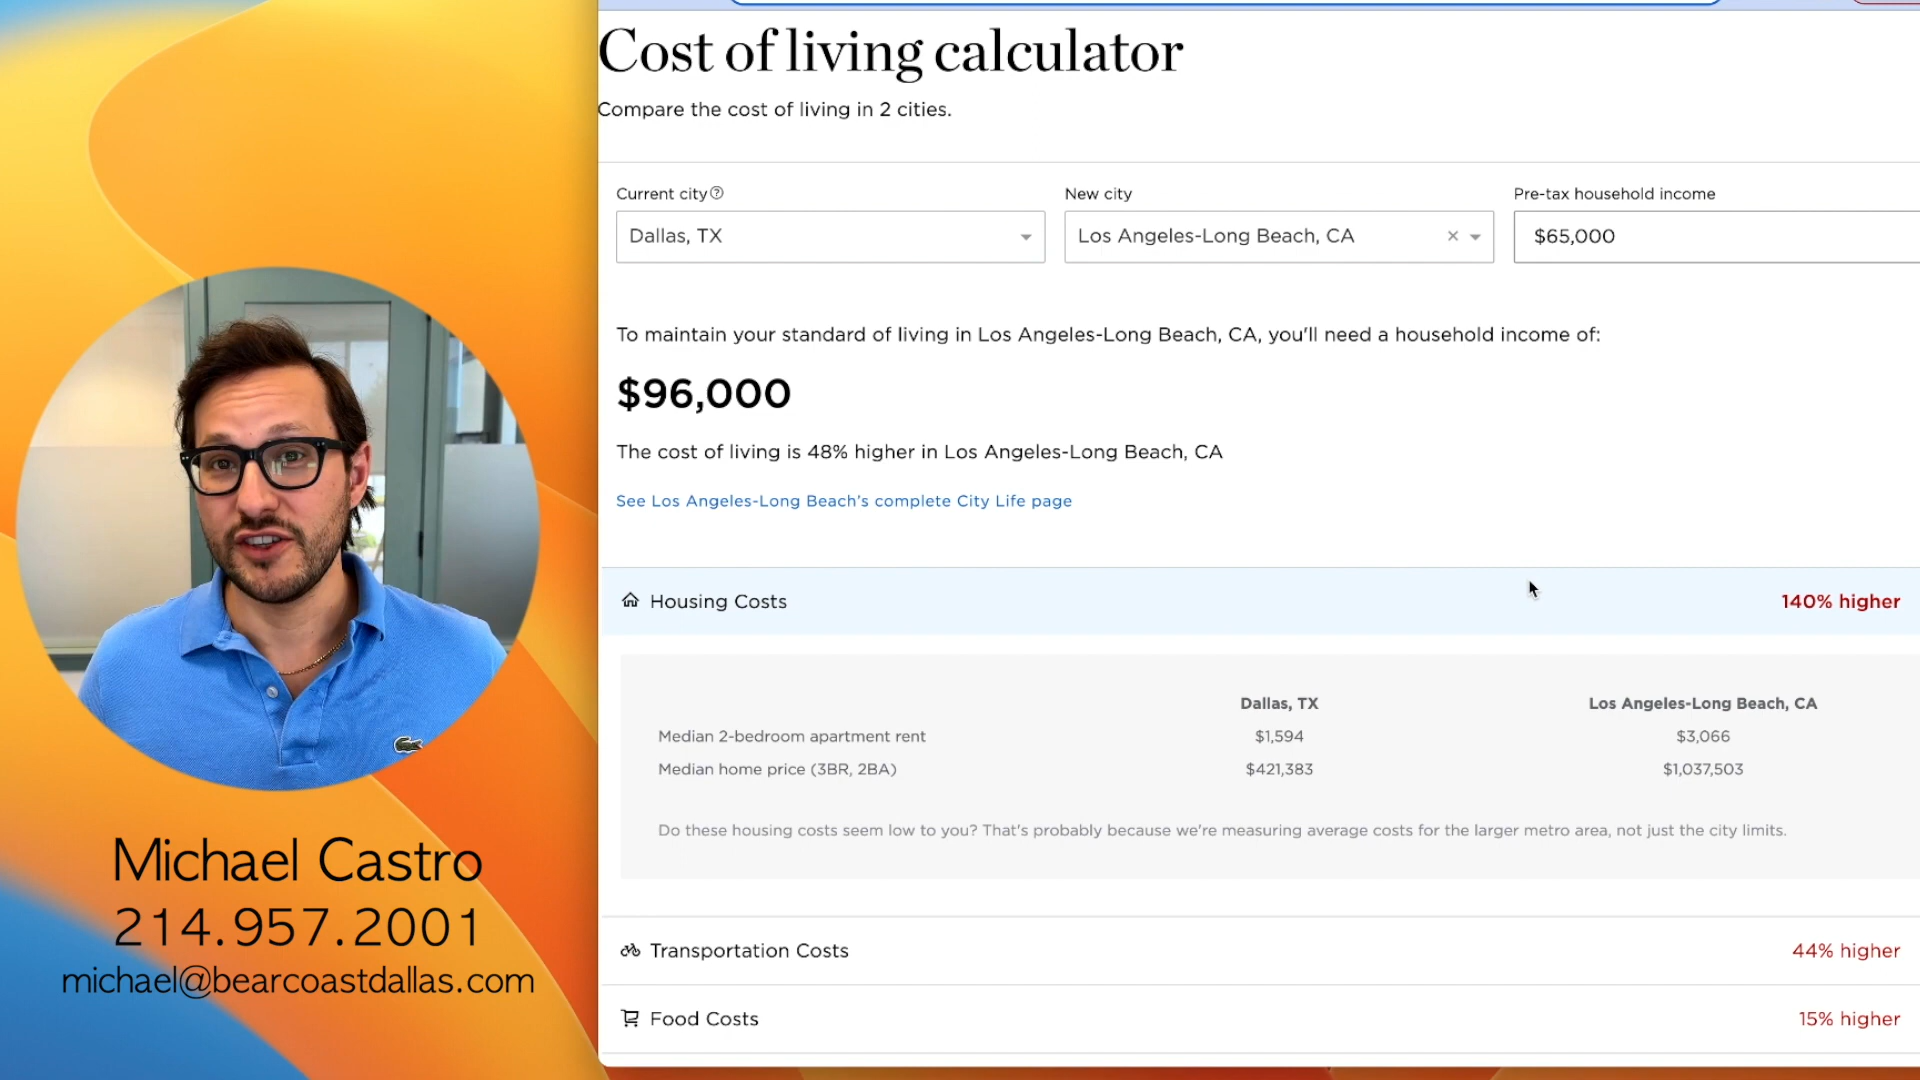 Cost of living calculator
Compare the cost of living in 2 cities.
Current city ?
New city
Pre-tax household income
Dallas, TX
Los Angeles-Long Beach, CA ×
$65,000
To maintain your standard of living in Los Angeles-Long Beach, CA, you'll need a household income of:
$96,000
The cost of living is 48% higher in Los Angeles-Long Beach, CA
See Los Angeles-Long Beach's complete City Life page
Housing Costs 140% higher
Dallas, TX Los Angeles-Long Beach, CA
Median 2-bedroom apartment rent $1,594 $3,066
Median home price (3BR, 2BA) $421,383 $1,037,503
Do these housing costs seem low to you? That's probably because we're measuring average costs for the larger metro area, not just the city limits.
Transportation Costs 44% higher
Food Costs 15% higher
Michael Castro
214.957.2001
michael@bearcoastdallas.com